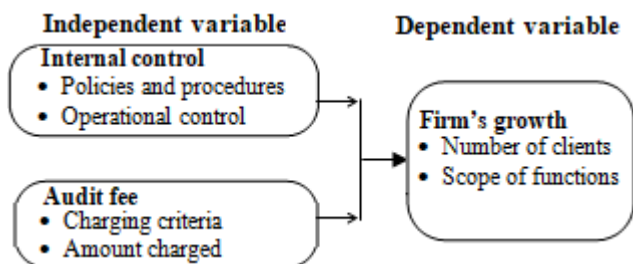 Independent variable
Dependent variable
Internal control
• Policies and procedures
• Operational control
Firm's growth
• Number of clients
• Scope of functions
Audit fee
• Charging criteria
• Amount charged